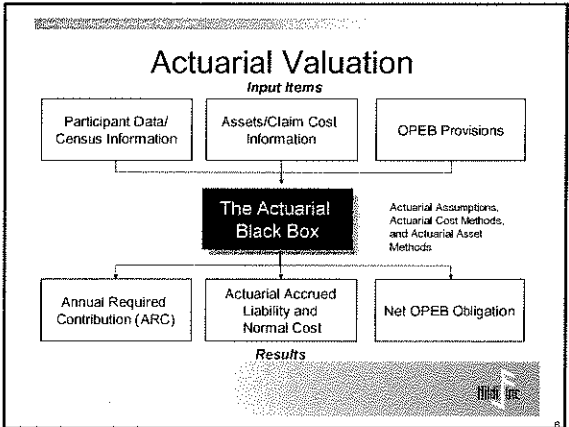 Actuarial Valuation
Input Items
Participant Data/
Census Information
Assets/Claim Cost
Information
OPEB Provisions
The Actuarial
Black Box
Actuarial Assumptions,
Actuarial Cost Methods,
and Actuarial Asset
Methods
Annual Required
Contribution (ARC)
Actuarial Accrued
Liability and
Normal Cost
Net OPEB Obligation
Results
6